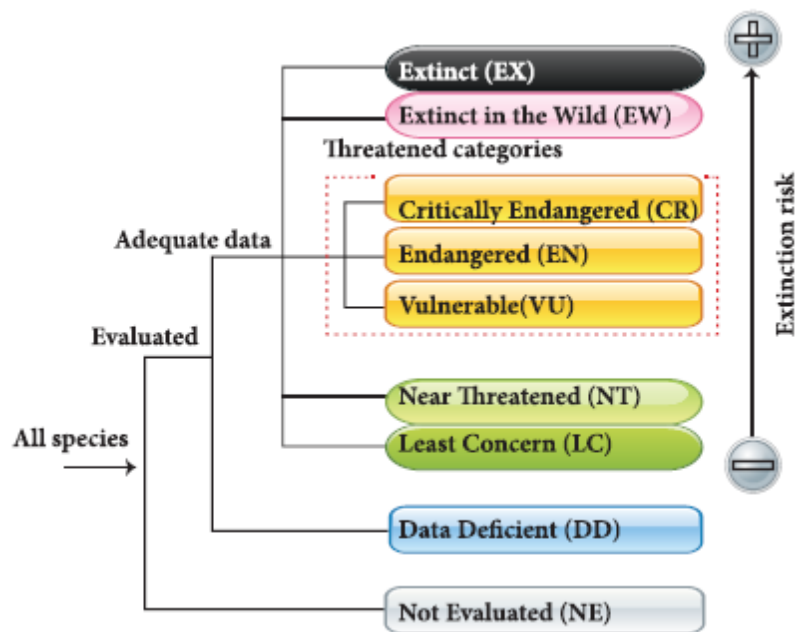 Extinct (EX)
Extinct in the Wild (EW)
Threatened categories
Critically Endangered (CR)
Adequate data
Endangered (EN)
Vulnerable(VU)
Extinction risk
Evaluated
Near Threatened (NT)
All species
Least Concern (LC)
Data Deficient (DD)
Not Evaluated (NE)